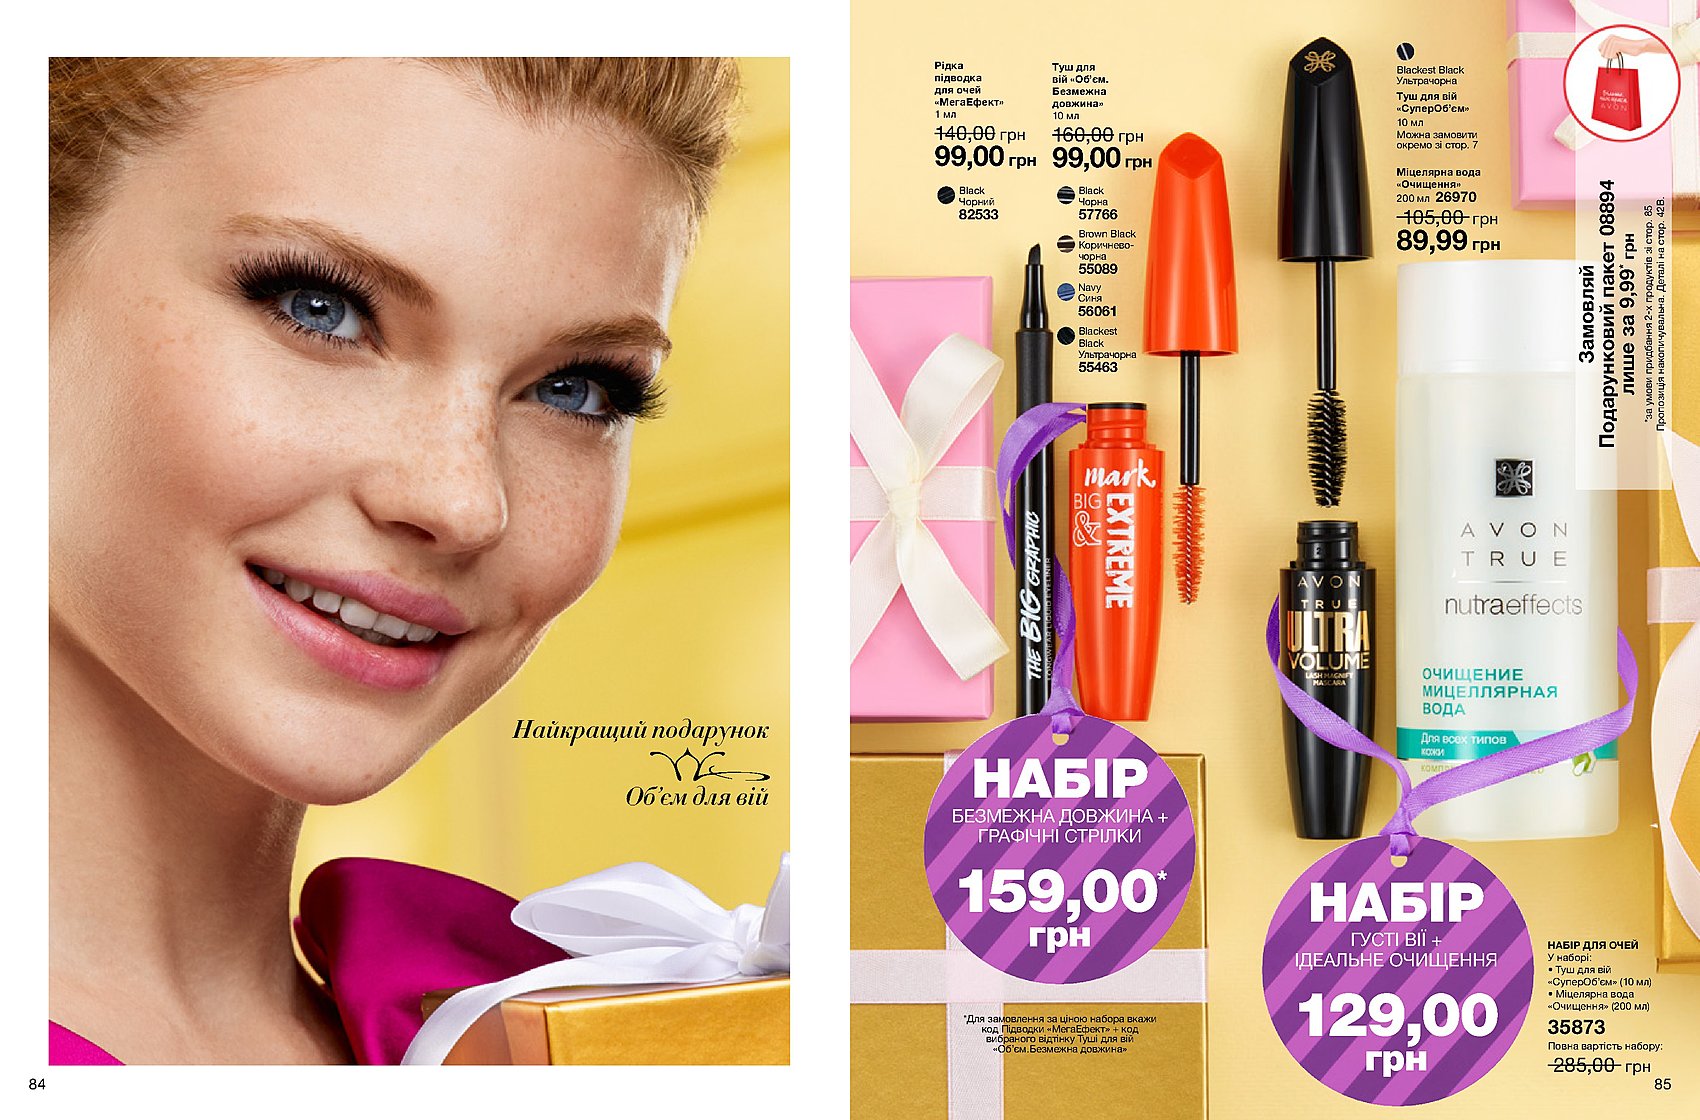 Найкращий подарунок
Об'єм для вій
84
Рідка
підводка
для очей
«МегаЕфект»
1 мл
140,00 грн
99,00 грн
Black
Чорний
82533
Туш для
вій «Об'єм.
Безмежна
довжина»
10 мл
160,00 грн
99,00 грн
Black
Чорна
57766
Brown Black
Коричнево-
чорна
55089
Navy
Синя
56061
Blackest
Black
Ультрачорна
55463
Blackest Black
Ультрачорна
Туш для вій
«СуперОб'єм»
10 мл
Можна замовити
окремо зі стор. 7
Міцелярна вода
«Очищення»
200 мл 26970
105,00 грн
89,99 грн
AVON
Замовляй
Подарунковий пакет 08894
лише за 9,99* грн
*за умови придбання 2-х продуктів зі стор. 85
Пропозиція накопичувальна. Деталі на стор. 42В.
THE BIG GRAPHIC
LONGWEAR LIQUID EYELINER
mark.
BIG
&
EXTREME
AVON
TRUE
ULTRA
VOLUME
LASH MAGNIFY
MASCARA
AVON
TRUE
nutraeffects
ОЧИЩЕНИЕ
МИЦЕЛЛЯРНАЯ
ВОДА
Для всех типов
кожи
НАБІР
БЕЗМЕЖНА ДОВЖИНА +
ГРАФІЧНІ СТРІЛКИ
159,00*
грн
*Для замовлення за ціною набора вкажи
код Підводки «МегаЕфект» + код
вибраного відтінку Туші для вій
«Об'єм.Безмежна довжина»
НАБІР
ГУСТІ ВІЇ +
ІДЕАЛЬНЕ ОЧИЩЕННЯ
129,00
грн
НАБІР ДЛЯ ОЧЕЙ
У наборі:
• Туш для вій
«СуперОб'єм» (10 мл)
• Міцелярна вода
«Очищення» (200 мл)
35873
Повна вартість набору:
285,00 грн
85